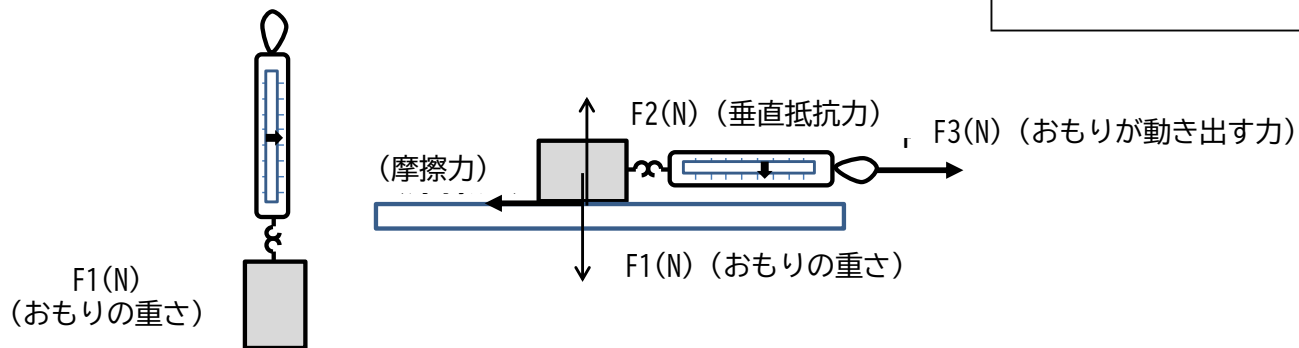 F1(N)
（おもりの重さ）
（摩擦力）
F2(N)（垂直抵抗力）
F3(N)（おもりが動き出す力）
F1(N)（おもりの重さ）